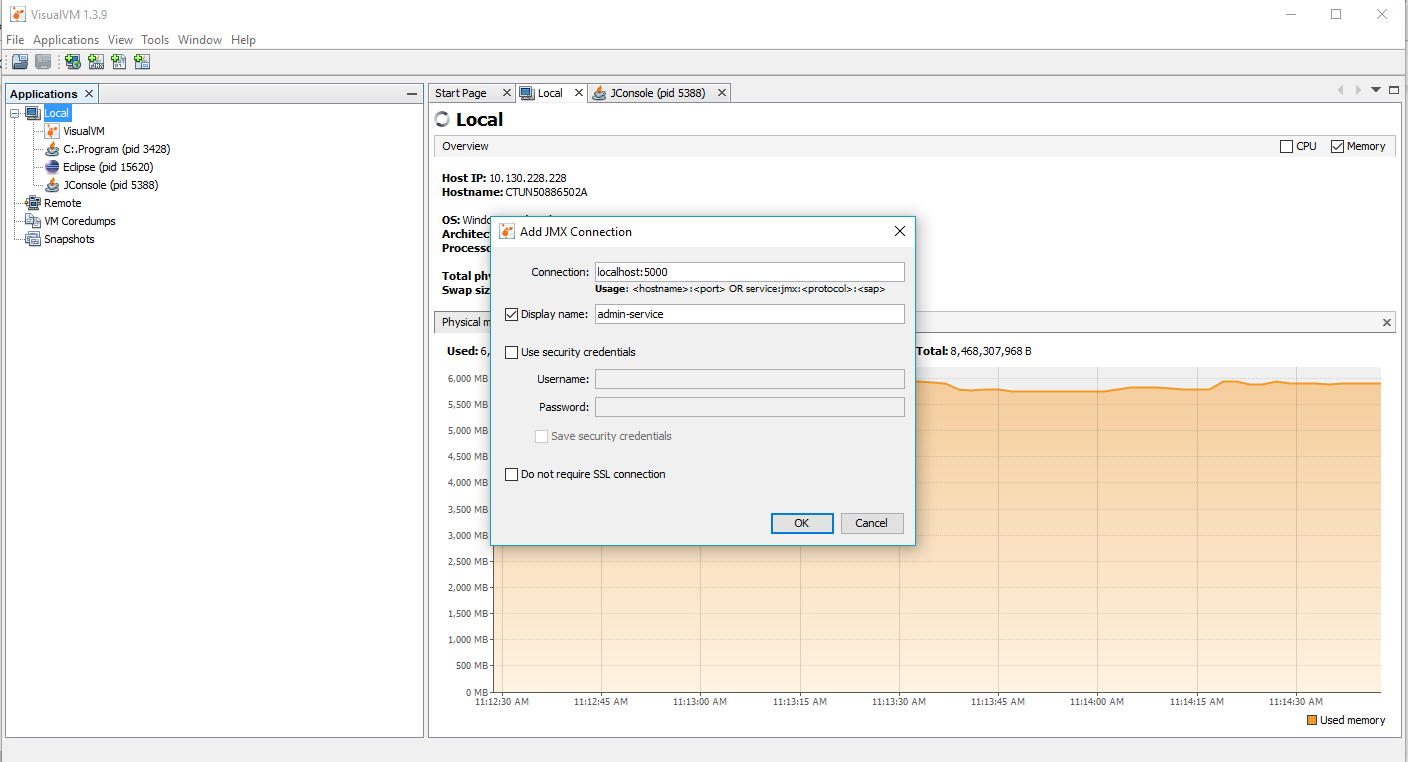 VisualVM 1.3.9
File Applications View Tools Window Help
Applications
Local
VisualVM
C:.Program (pid 3428)
Eclipse (pid 15620)
JConsole (pid 5388)
Remote
VM Coredumps
Snapshots
Start Page Local JConsole (pid 5388)
Local
Overview CPU Memory
Host IP: 10.130.228.228
Hostname: CTUN50886502A
OS: Windo
Architec
Processo
Total phy
Swap siz
Physical m
Used: 6, Total: 8,468,307,968 B
6,000 MB
5,500 MB
5,000 MB
4,500 MB
4,000 MB
3,500 MB
3,000 MB
2,500 MB
2,000 MB
1,500 MB
1,000 MB
500 MB
0 MB
11:12:30 AM 11:12:45 AM 11:13:00 AM 11:13:15 AM 11:13:30 AM 11:13:45 AM 11:14:00 AM 11:14:15 AM 11:14:30 AM
Used memory
Add JMX Connection
Connection: localhost:5000
Usage: <hostname>:<port> OR service:jmx:<protocol>:<sap>
Display name: admin-service
Use security credentials
Username:
Password:
Save security credentials
Do not require SSL connection
OK Cancel